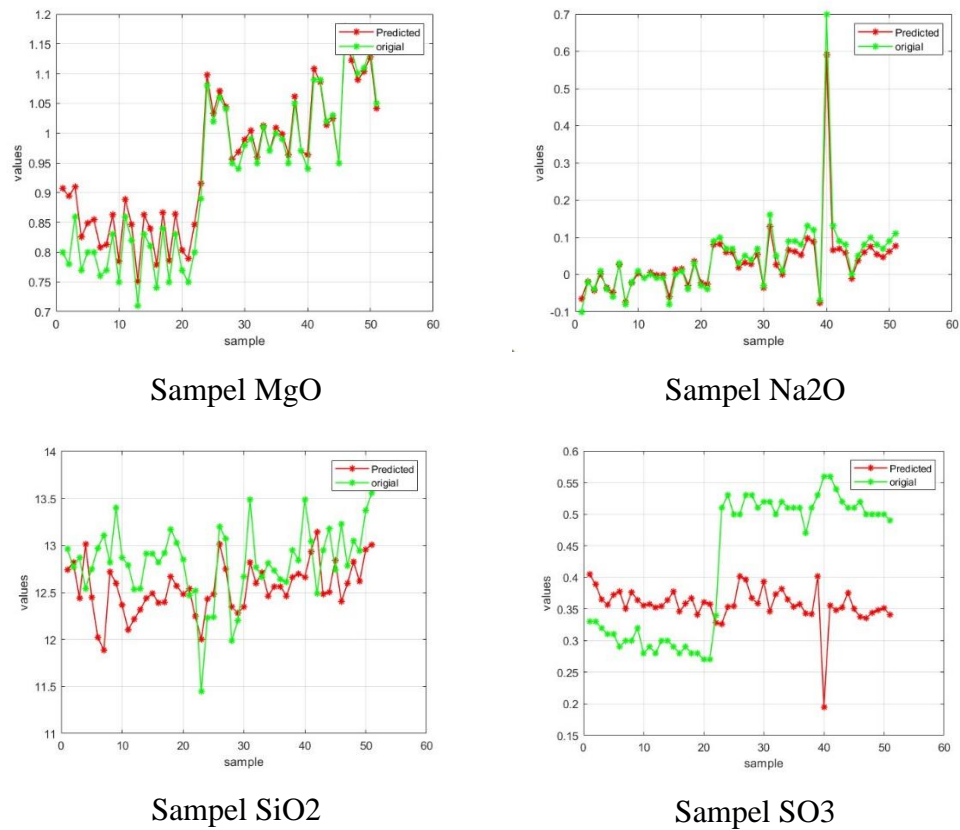 1.2
1.15
1.1
1.05
1
0.95
0.9
0.85
0.8
0.75
0.7
values
0 10 20 30 40 50 60
sample
Predicted
origial
Sampel MgO
0.7
0.6
0.5
0.4
0.3
0.2
0.1
0
-0.1
values
0 10 20 30 40 50 60
sample
Predicted
origial
Sampel Na2O
14
13.5
13
12.5
12
11.5
11
values
0 10 20 30 40 50 60
sample
Predicted
origial
Sampel SiO2
0.6
0.55
0.5
0.45
0.4
0.35
0.3
0.25
0.2
0.15
values
0 10 20 30 40 50 60
sample
Predicted
origial
Sampel SO3